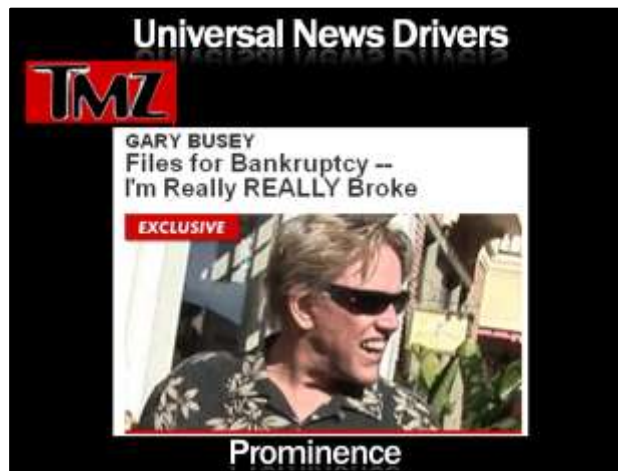 Universal News Drivers
TMZ
GARY BUSEY
Files for Bankruptcy --
I'm Really REALLY Broke
EXCLUSIVE
Prominence